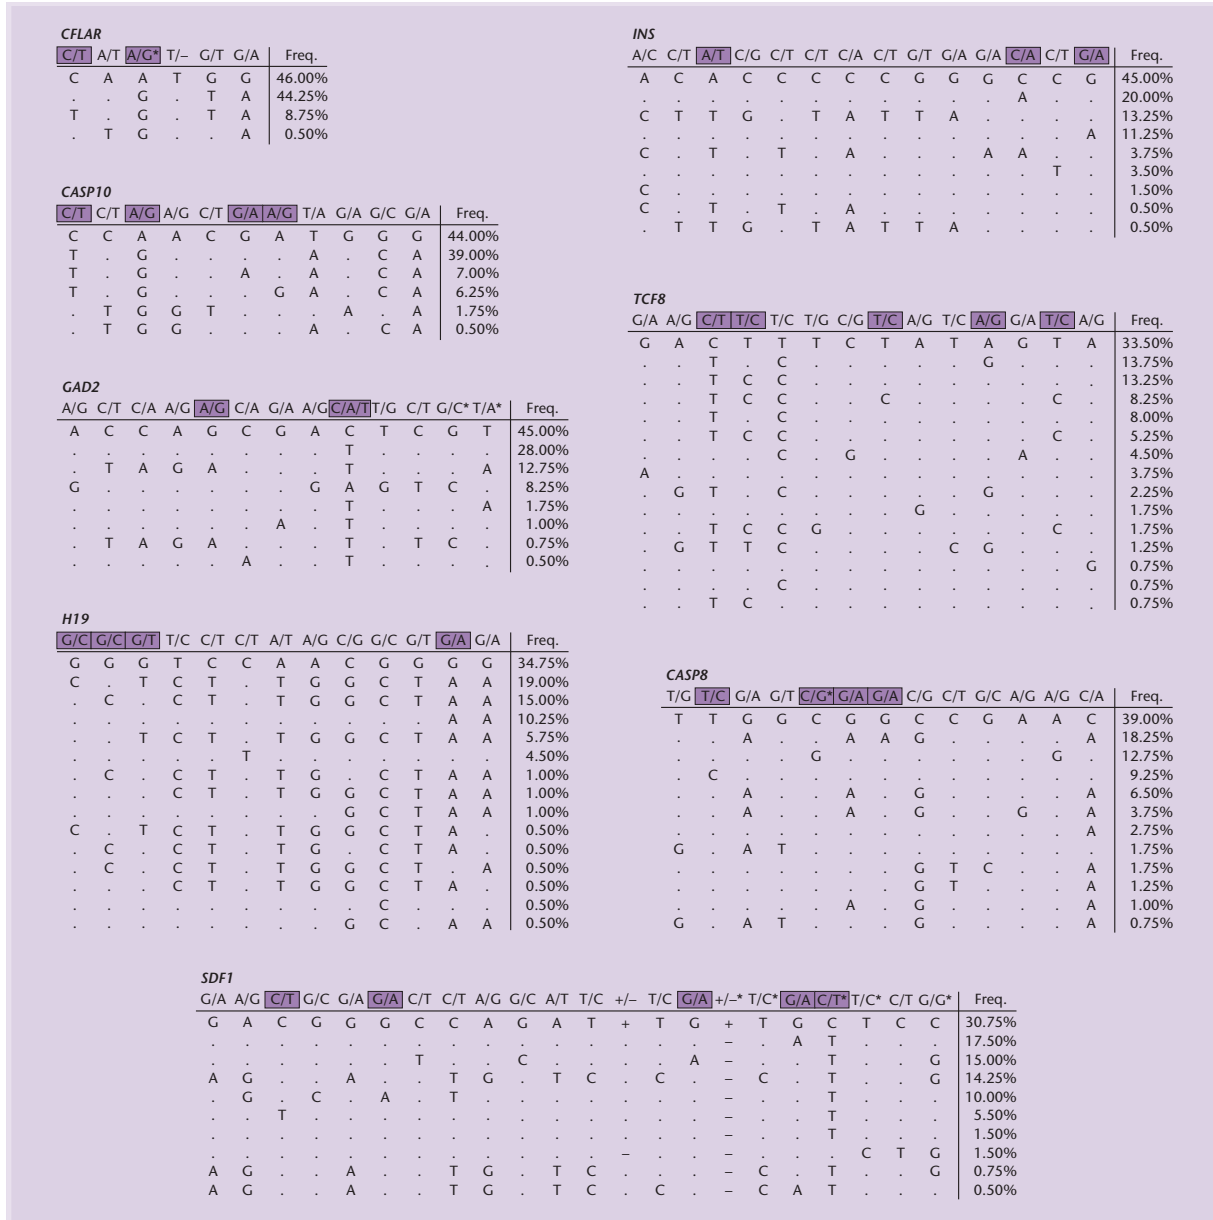 CFLAR
C/T A/T A/G* T/– G/T G/A Freq.
C A A T G G 46.00%
. . G . T A 44.25%
T . G . T A 8.75%
. T G . . A 0.50%
CASP10
C/T C/T A/G A/G C/T G/A A/G T/A G/A G/C G/A Freq.
C C A A C G A T G G G 44.00%
T . G . . . . A . C A 39.00%
T . G . . A . A . C A 7.00%
T . G . . . G A . C A 6.25%
. T G G T . . . A . A 1.75%
. T G G . . . A . C A 0.50%
GAD2
A/G C/T C/A A/G A/G C/A G/A A/G C/A/T T/G C/T G/C* T/A* Freq.
A C C A G C G A C T C G T 45.00%
. . . . . . . . T . . . . 28.00%
. T A G A . . . T . . . A 12.75%
G . . . . . . G A G T C . 8.25%
. . . . . . . . T . . . A 1.75%
. . . . . . A . T . . . . 1.00%
. T A G A . . . T . T C . 0.75%
. . . . . A . . T . . . . 0.50%
H19
G/C G/C G/T T/C C/T C/T A/T A/G C/G G/C G/T G/A G/A Freq.
G G G T C C A A C G G G G 34.75%
C . T C T . T G G C T A A 19.00%
. C . C T . T G G C T A A 15.00%
. . . . . . . . . . . A A 10.25%
. . T C T . T G G C T A A 5.75%
. . . . . T . . . . . . . 4.50%
. C . C T . T G . C T A A 1.00%
. . . C T . T G G C T A A 1.00%
. . . . . . . . G C T A A 1.00%
C . T C T . T G G C T A . 0.50%
. C . C T . T G . C T A . 0.50%
. C . C T . T G G C T . A 0.50%
. . . C T . T G G C T A . 0.50%
. . . . . . . . . C . . . 0.50%
. . . . . . . . G C . A A 0.50%
INS
A/C C/T A/T C/G C/T C/T C/A C/T G/T G/A G/A C/A C/T G/A Freq.
A C A C C C C C G G G C C G 45.00%
. . . . . . . . . . . A . . 20.00%
C T T G . T A T T A . . . . 13.25%
. . . . . . . . . . . . . A 11.25%
C . T . T . A . . . A A . . 3.75%
. . . . . . . . . . . . T . 3.50%
C . . . . . . . . . . . . . 1.50%
C . T . T . A . . . . . . . 0.50%
. T T G . T A T T A . . . . 0.50%
TCF8
G/A A/G C/T T/C T/C T/G C/G T/C A/G T/C A/G G/A T/C A/G Freq.
G A C T T T C T A T A G T A 33.50%
. . T . C . . . . . G . . . 13.75%
. . T C C . . . . . . . . . 13.25%
. . T C C . . C . . . . C . 8.25%
. . T . C . . . . . . . . . 8.00%
. . T C C . . . . . . . C . 5.25%
. . . . C . G . . . . A . . 4.50%
A . . . . . . . . . . . . . 3.75%
. G T . C . . . . . G . . . 2.25%
. . . . . . . . G . . . . . 1.75%
. . T C C G . . . . . . C . 1.75%
. G T T C . . . . C G . . . 1.25%
. . . . . . . . . . . . . G 0.75%
. . . . C . . . . . . . . . 0.75%
. . T C . . . . . . . . . . 0.75%
CASP8
T/G T/C G/A G/T C/G* G/A G/A C/G C/T G/C A/G A/G C/A Freq.
T T G G C G G C C G A A C 39.00%
. . A . . A A G . . . . A 18.25%
. . . . G . . . . . . G . 12.75%
. C . . . . . . . . . . . 9.25%
. . A . . A . G . . . . A 6.50%
. . A . . A . G . . G . A 3.75%
. . . . . . . . . . . . A 2.75%
G . A T . . . . . . . . . 1.75%
. . . . . . . G T C . . A 1.75%
. . . . . . . G T . . . A 1.25%
. . . . . A . G . . . . A 1.00%
G . A T . . . G . . . . A 0.75%
SDF1
G/A A/G C/T G/C G/A G/A C/T C/T A/G G/C A/T T/C +/– T/C G/A +/–* T/C* G/A C/T* T/C* C/T G/G* Freq.
G A C G G G C C A G A T + T G + T G C T C C 30.75%
. . . . . . . . . . . . . . . – . A T . . . 17.50%
. . . . . . T . . C . . . . A – . . T . . G 15.00%
A G . . A . . T G . T C . C . – C . T . . G 14.25%
. G . C . A . T . . . . . . . – . . T . . . 10.00%
. . T . . . . . . . . . . . . – . . T . . . 5.50%
. . . . . . . . . . . . . . . – . . T . . . 1.50%
. . . . . . . . . . . . – . . – . . . C T G 1.50%
A G . . A . . T G . T C . . . – C . T . . G 0.75%
A G . . A . . T G . T C . C . – C A T . . . 0.50%